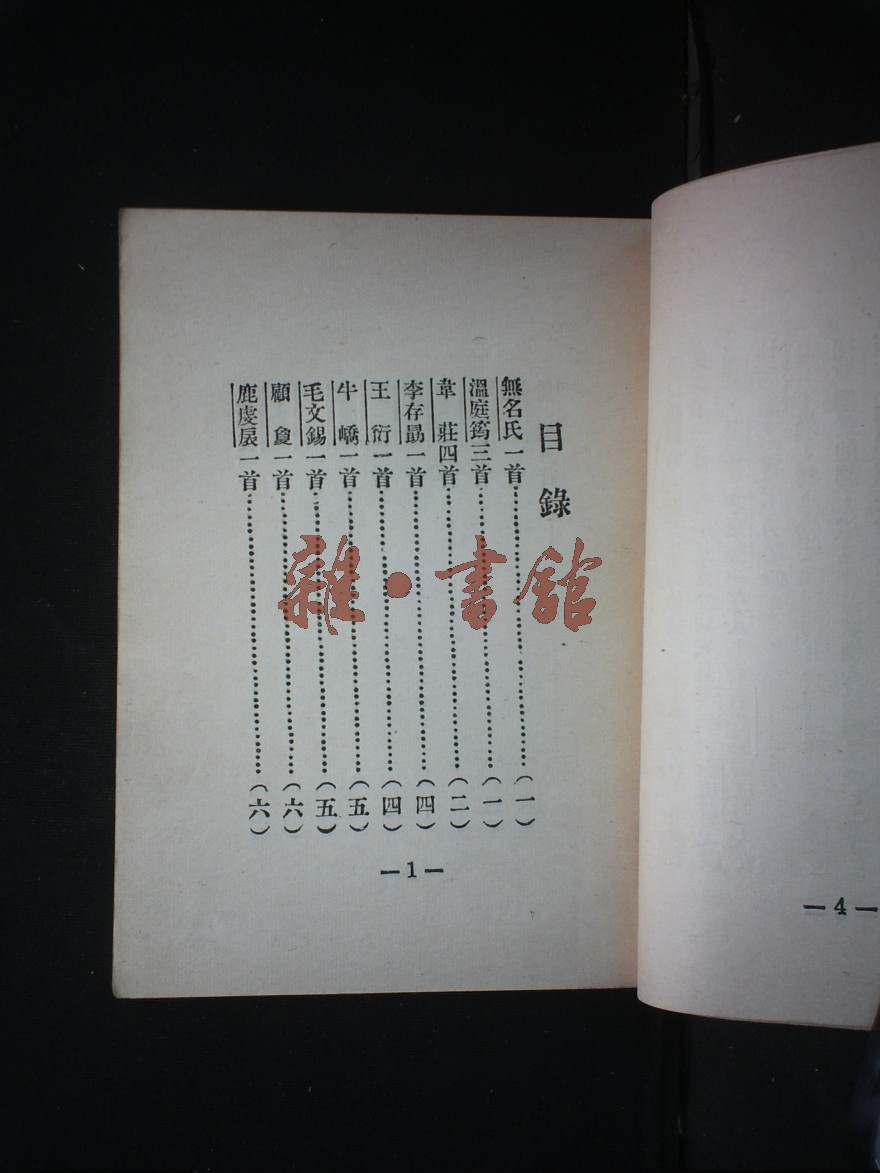 目錄
無名氏一首……（一）
溫庭筠三首……（一）
韋莊四首……（二）
李存勗一首……（四）
王衍一首……（四）
牛嶠一首……（五）
毛文錫一首……（五）
顧敻一首……（六）
鹿虔扆一首……（六）
—1—
—4—
雜·書館